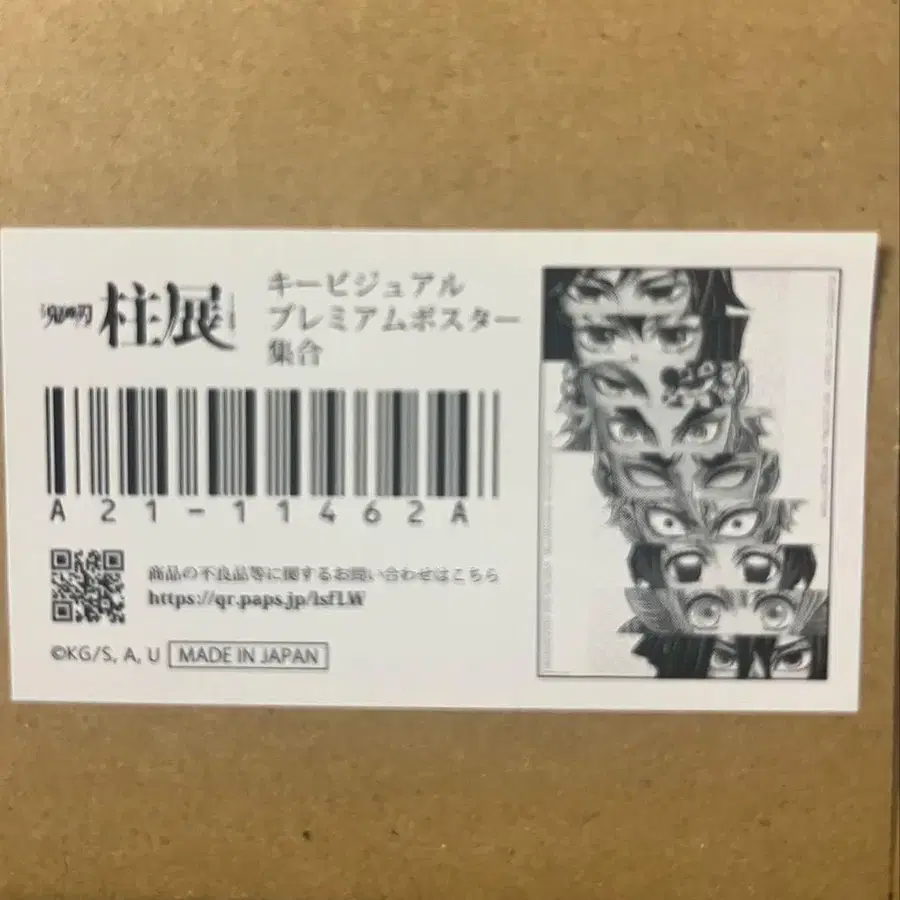 鬼滅の刃 柱展
キービジュアル
プレミアムポスター
集合
A21-11462A
商品の不良品等に関するお問い合わせはこちら
https://qr.paps.jp/lsfLW
©KG/S, A, U MADE IN JAPAN